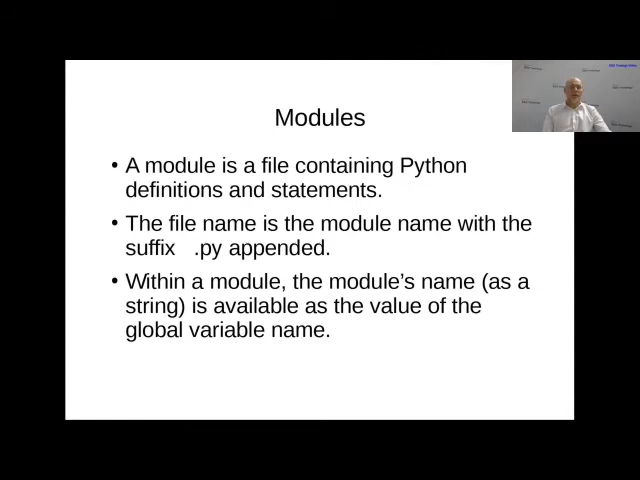 Modules
• A module is a file containing Python
definitions and statements.
• The file name is the module name with the
suffix .py appended.
• Within a module, the module's name (as a
string) is available as the value of the
global variable name.